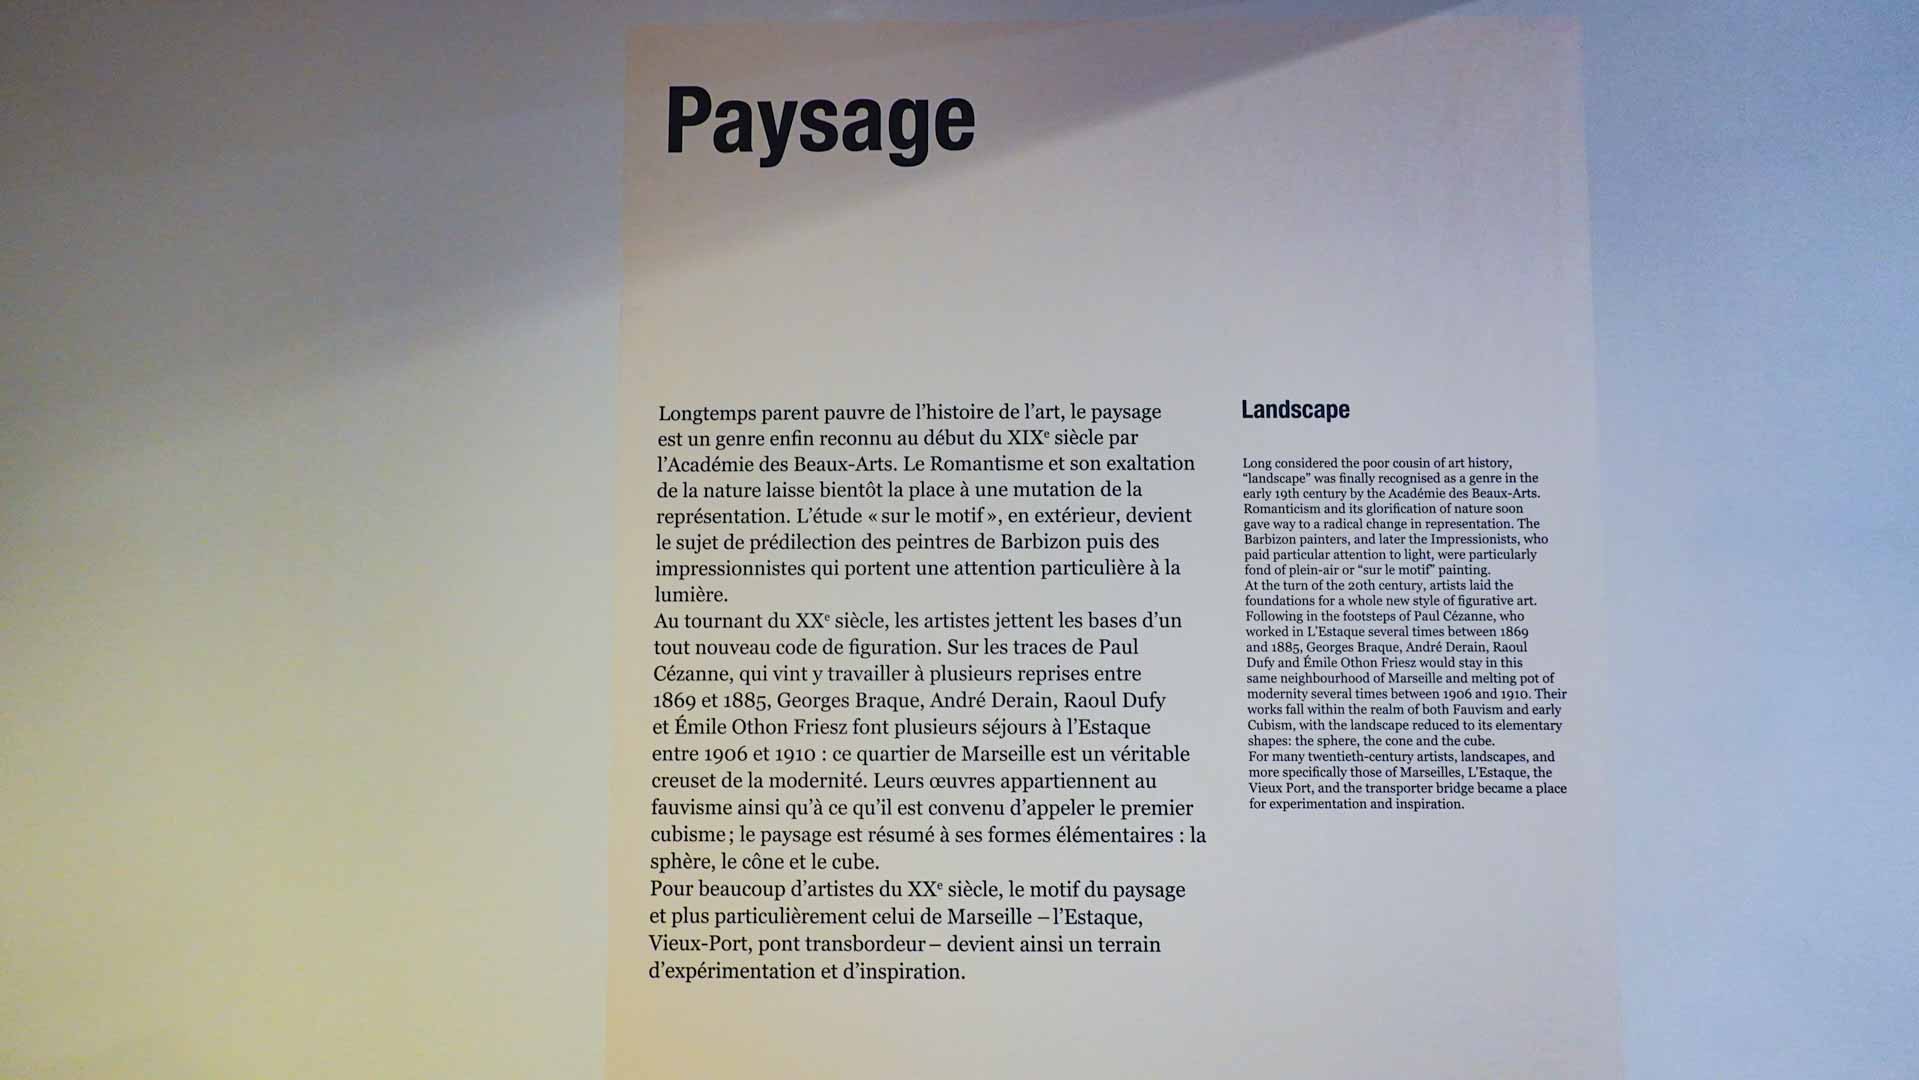 Paysage
Longtemps parent pauvre de l’histoire de l’art, le paysage
est un genre enfin reconnu au début du XIXe siècle par
l’Académie des Beaux-Arts. Le Romantisme et son exaltation
de la nature laisse bientôt la place à une mutation de la
représentation. L’étude « sur le motif », en extérieur, devient
le sujet de prédilection des peintres de Barbizon puis des
impressionnistes qui portent une attention particulière à la
lumière.
Au tournant du XXe siècle, les artistes jettent les bases d’un
tout nouveau code de figuration. Sur les traces de Paul
Cézanne, qui vint y travailler à plusieurs reprises entre
1869 et 1885, Georges Braque, André Derain, Raoul Dufy
et Émile Othon Friesz font plusieurs séjours à l’Estaque
entre 1906 et 1910 : ce quartier de Marseille est un véritable
creuset de la modernité. Leurs œuvres appartiennent au
fauvisme ainsi qu’à ce qu’il est convenu d’appeler le premier
cubisme ; le paysage est résumé à ses formes élémentaires : la
sphère, le cône et le cube.
Pour beaucoup d’artistes du XXe siècle, le motif du paysage
et plus particulièrement celui de Marseille – l’Estaque,
Vieux-Port, pont transbordeur – devient ainsi un terrain
d’expérimentation et d’inspiration.
Landscape
Long considered the poor cousin of art history,
“landscape” was finally recognised as a genre in the
early 19th century by the Académie des Beaux-Arts.
Romanticism and its glorification of nature soon
gave way to a radical change in representation. The
Barbizon painters, and later the Impressionists, who
paid particular attention to light, were particularly
fond of plein-air or “sur le motif” painting.
At the turn of the 20th century, artists laid the
foundations for a whole new style of figurative art.
Following in the footsteps of Paul Cézanne, who
worked in L’Estaque several times between 1869
and 1885, Georges Braque, André Derain, Raoul
Dufy and Émile Othon Friesz would stay in this
same neighbourhood of Marseille and melting pot of
modernity several times between 1906 and 1910. Their
works fall within the realm of both Fauvism and early
Cubism, with the landscape reduced to its elementary
shapes: the sphere, the cone and the cube.
For many twentieth-century artists, landscapes, and
more specifically those of Marseilles, L’Estaque, the
Vieux Port, and the transporter bridge became a place
for experimentation and inspiration.